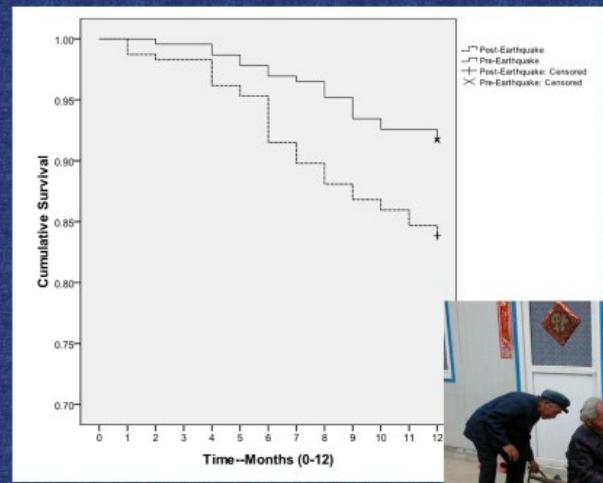 1.00
0.95
0.90
0.85
0.80
0.75
0.70
Cumulative Survival
0 1 2 3 4 5 6 7 8 9 10 11 12
Time--Months (0-12)
Post-Earthquake
Pre-Earthquake
Post-Earthquake: Censored
Pre-Earthquake: Censored